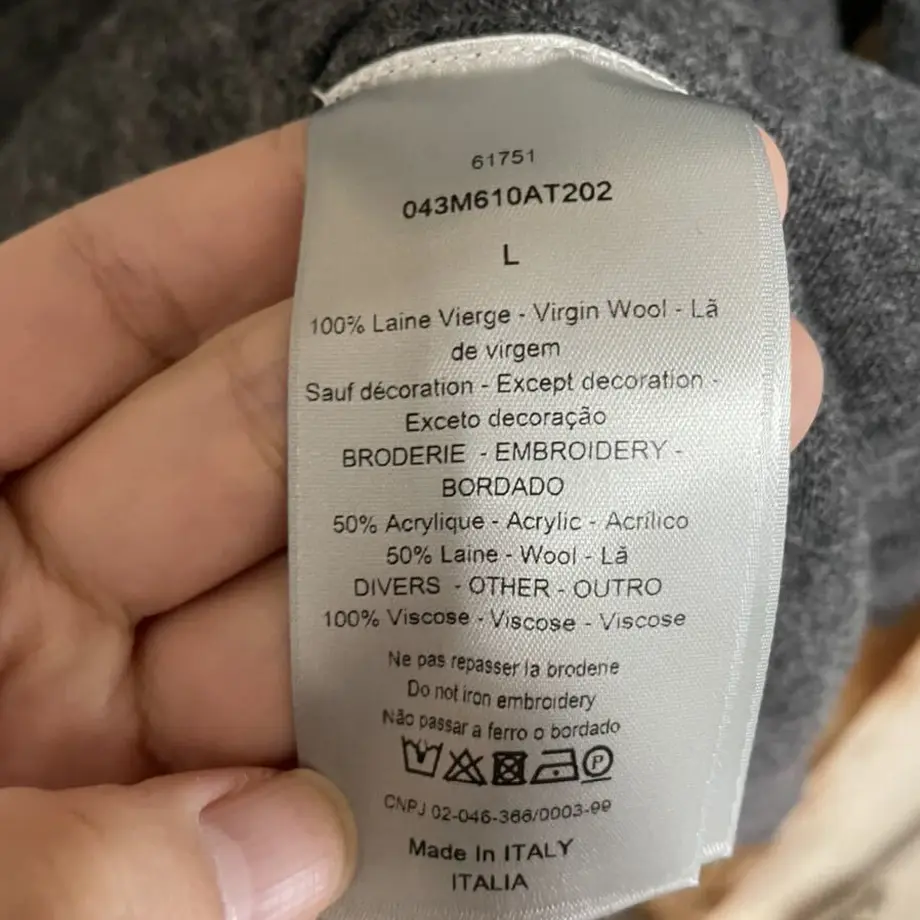 61751
043M610AT202
L
100% Laine Vierge - Virgin Wool - Lã
de virgem
Sauf décoration - Except decoration -
Exceto decoração
BRODERIE - EMBROIDERY -
BORDADO
50% Acrylique - Acrylic - Acrílico
50% Laine - Wool - Lã
DIVERS - OTHER - OUTRO
100% Viscose - Viscose - Viscose
Ne pas repasser la broderie
Do not iron embroidery
Não passar a ferro o bordado
P
CNPJ 02-046-366/0003-99
Made In ITALY
ITALIA